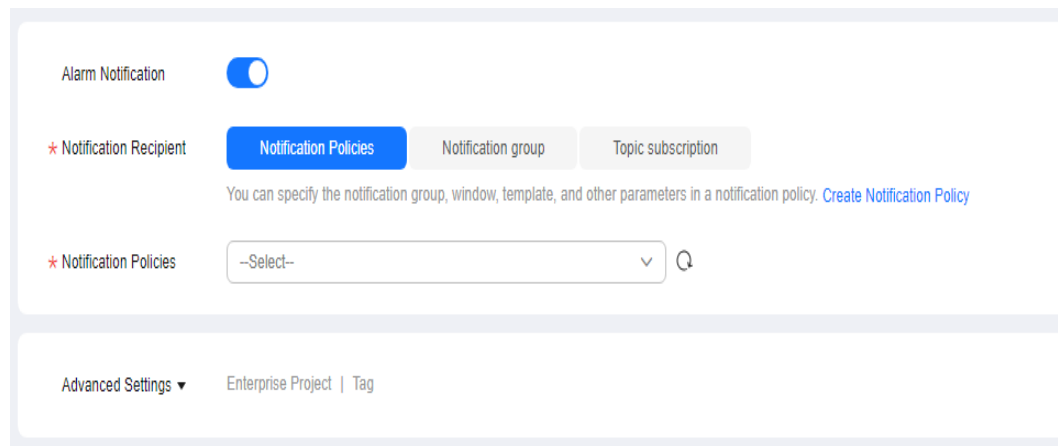 Alarm Notification
* Notification Recipient Notification Policies Notification group Topic subscription
You can specify the notification group, window, template, and other parameters in a notification policy. Create Notification Policy
* Notification Policies --Select--
Advanced Settings ▾ Enterprise Project | Tag